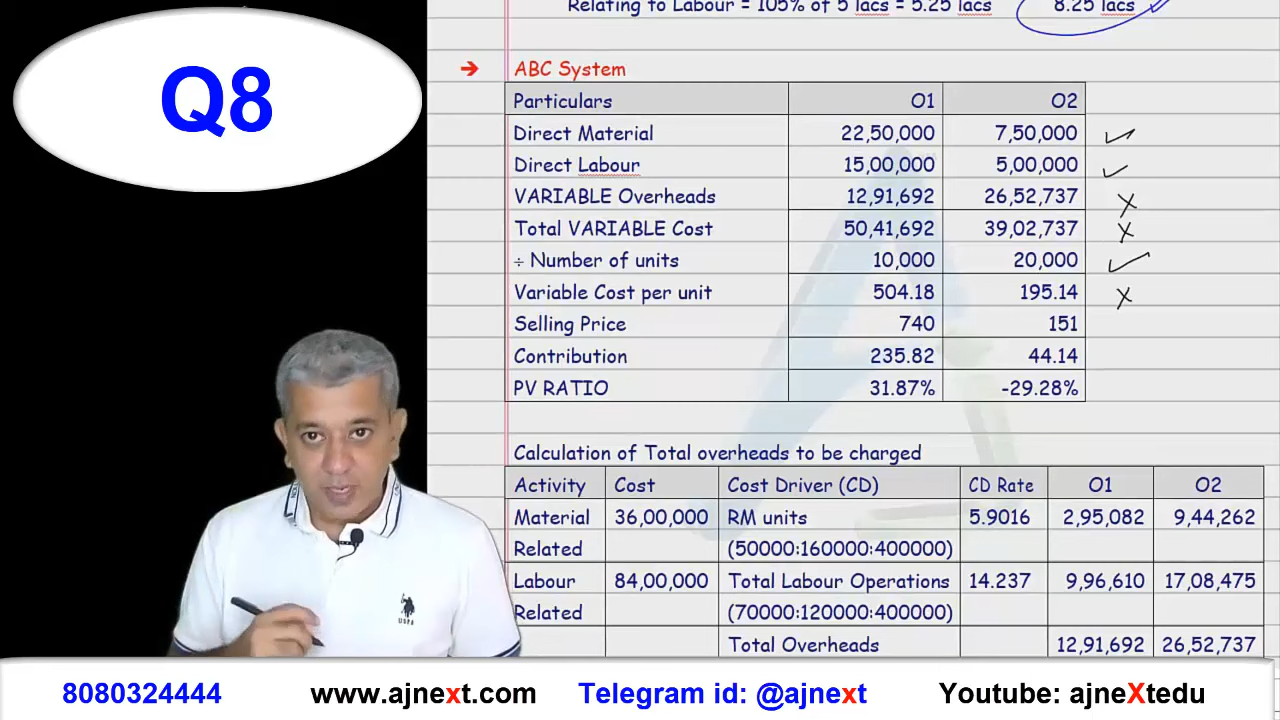 Q8
Relating to Labour = 105% of 5 lacs = 5.25 lacs 8.25 lacs
➔ ABC System
Particulars O1 O2
Direct Material 22,50,000 7,50,000
Direct Labour 15,00,000 5,00,000
VARIABLE Overheads 12,91,692 26,52,737
Total VARIABLE Cost 50,41,692 39,02,737
÷ Number of units 10,000 20,000
Variable Cost per unit 504.18 195.14
Selling Price 740 151
Contribution 235.82 44.14
PV RATIO 31.87% -29.28%
Calculation of Total overheads to be charged
Activity Cost Cost Driver (CD) CD Rate O1 O2
Material 36,00,000 RM units 5.9016 2,95,082 9,44,262
Related (50000:160000:400000)
Labour 84,00,000 Total Labour Operations 14.237 9,96,610 17,08,475
Related (70000:120000:400000)
Total Overheads 12,91,692 26,52,737
USPA
8080324444 www.ajnext.com Telegram id: @ajnext Youtube: ajneXtedu